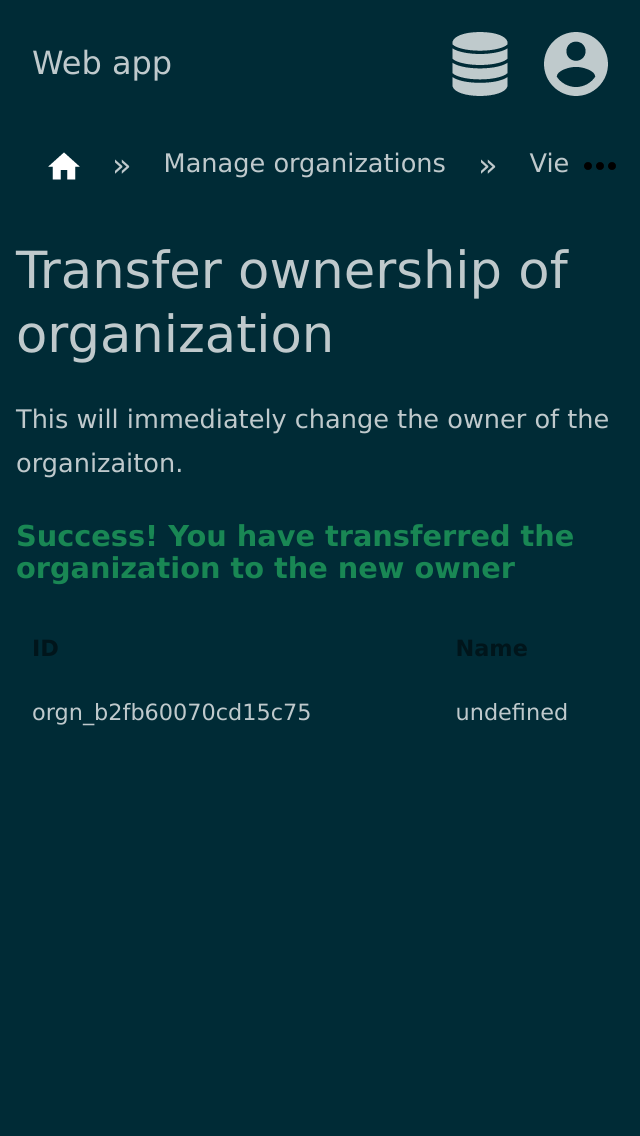 Web app
» Manage organizations » Vie •••
Transfer ownership of
organization
This will immediately change the owner of the
organizaiton.
Success! You have transferred the
organization to the new owner
ID Name
orgn_b2fb60070cd15c75 undefined